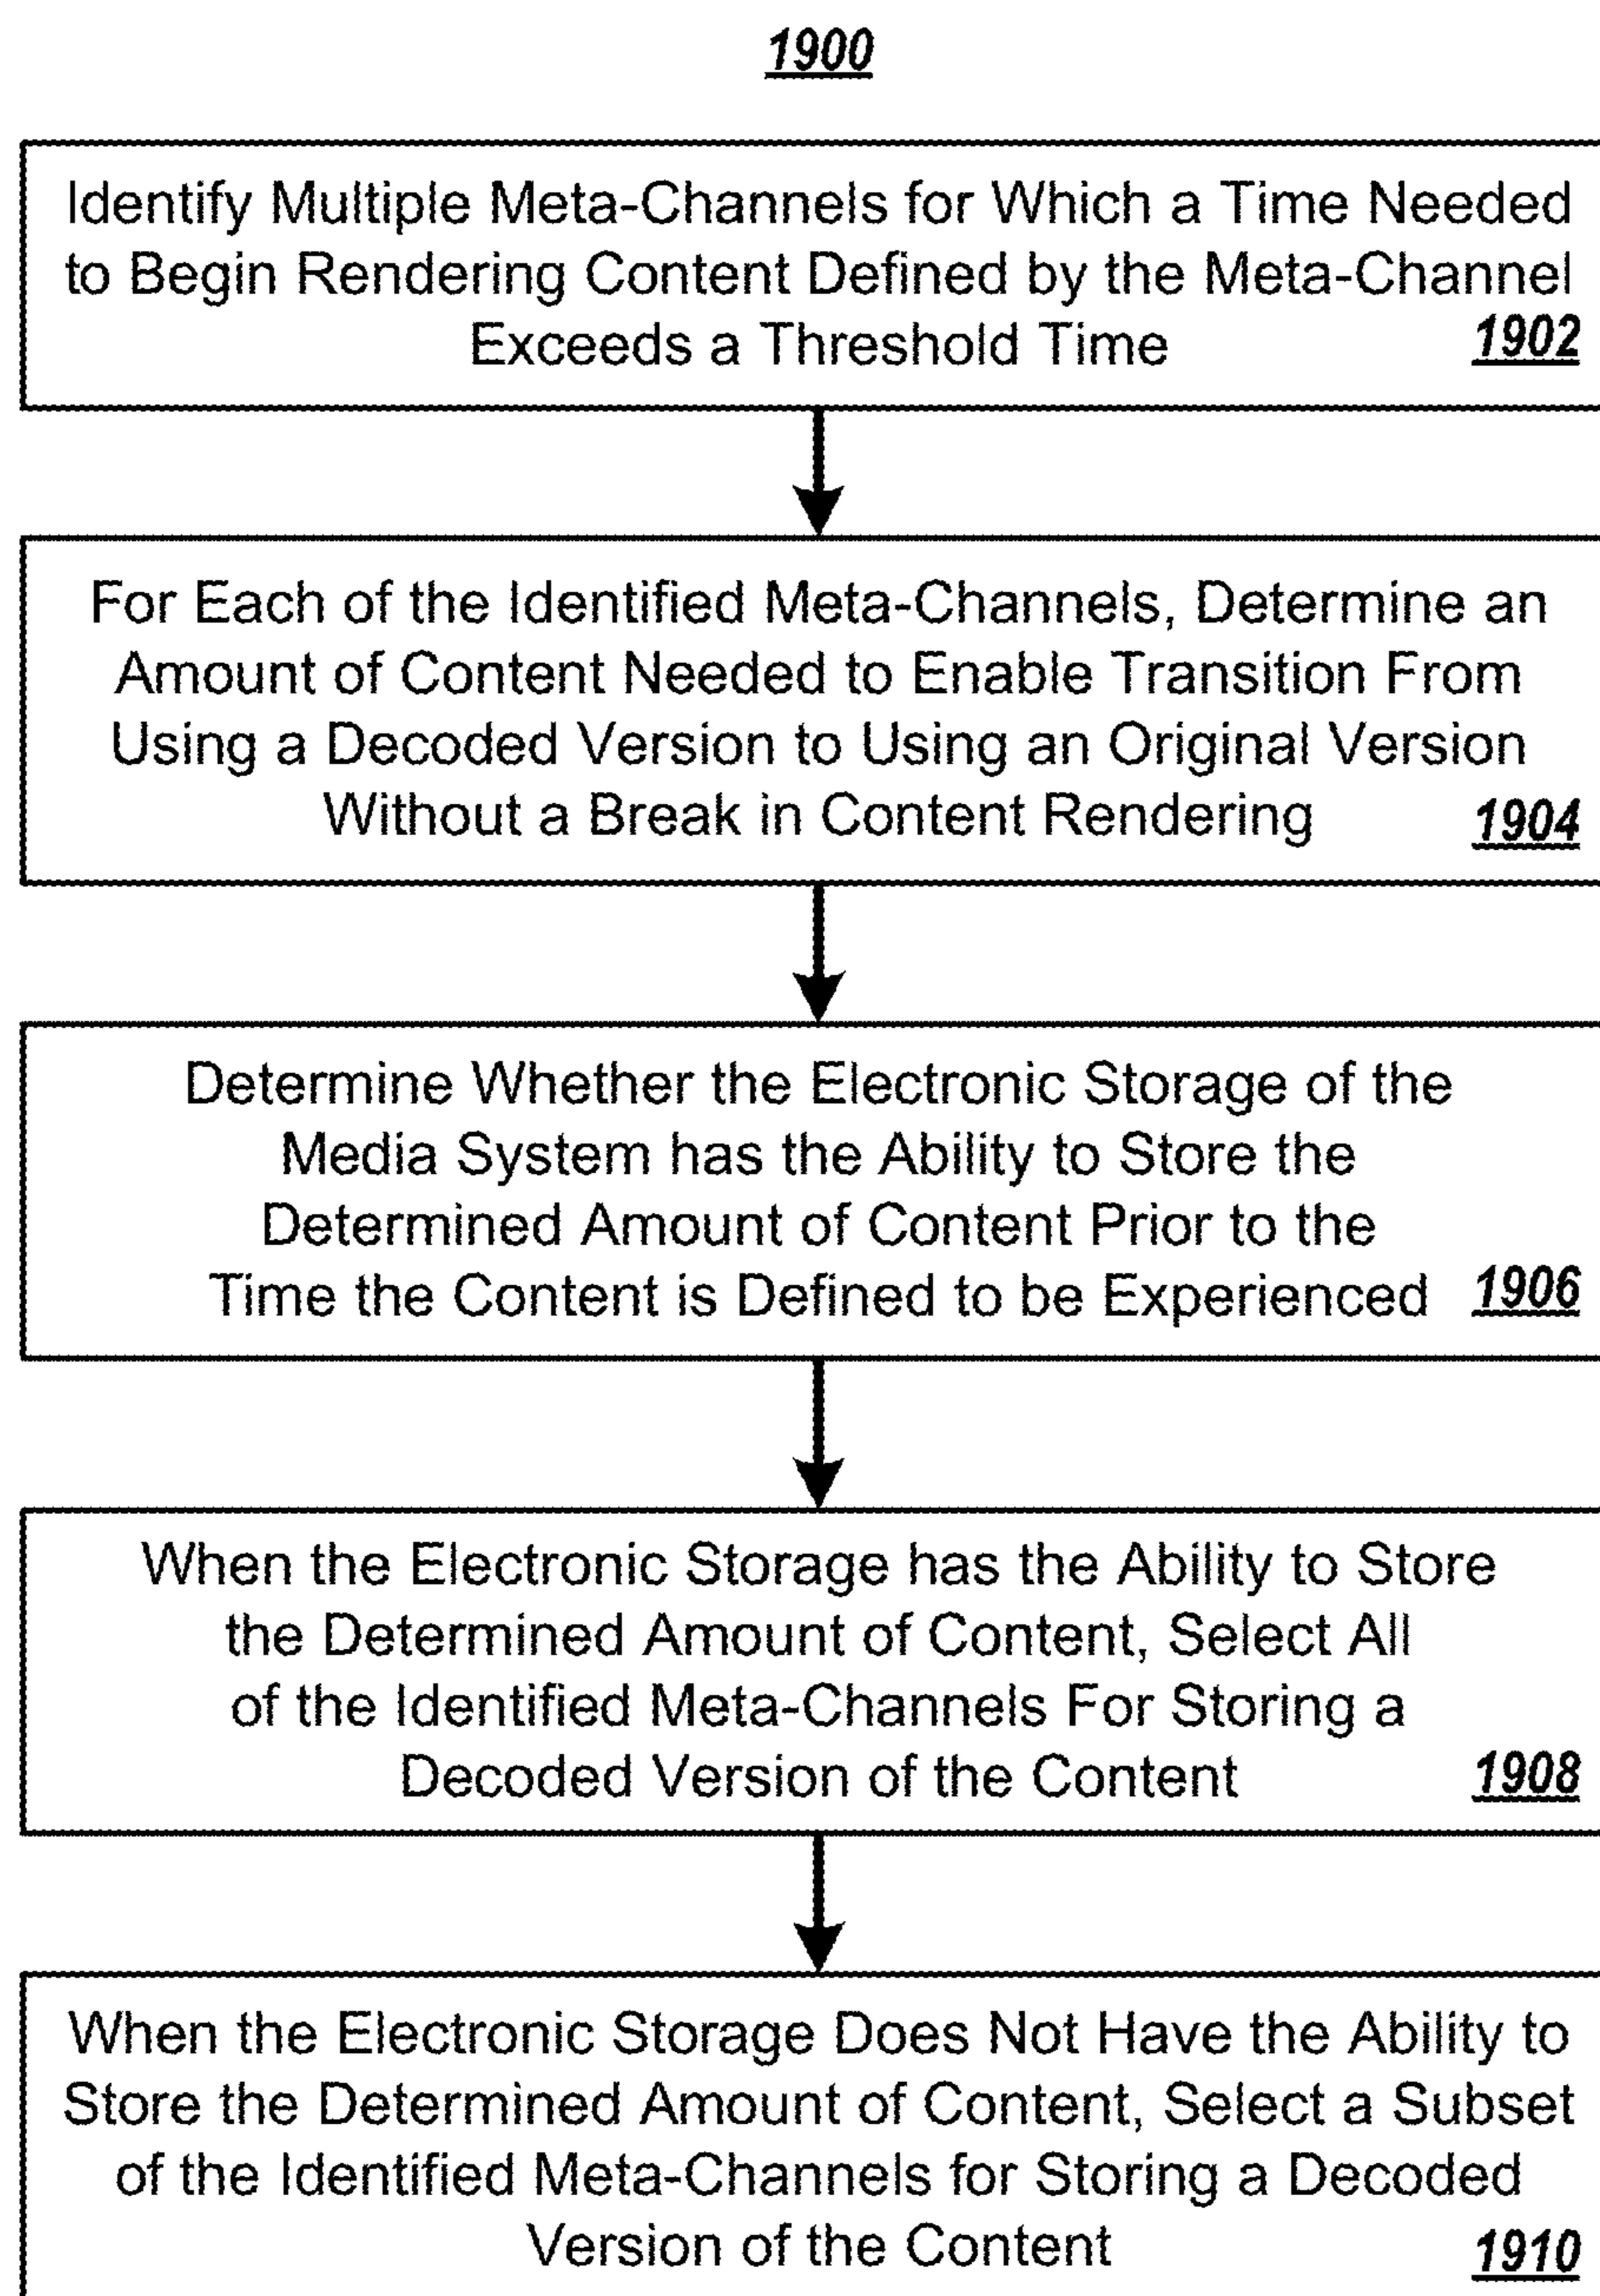 1900
Identify Multiple Meta-Channels for Which a Time Needed
to Begin Rendering Content Defined by the Meta-Channel
Exceeds a Threshold Time 1902
For Each of the Identified Meta-Channels, Determine an
Amount of Content Needed to Enable Transition From
Using a Decoded Version to Using an Original Version
Without a Break in Content Rendering 1904
Determine Whether the Electronic Storage of the
Media System has the Ability to Store the
Determined Amount of Content Prior to the
Time the Content is Defined to be Experienced 1906
When the Electronic Storage has the Ability to Store
the Determined Amount of Content, Select All
of the Identified Meta-Channels For Storing a
Decoded Version of the Content 1908
When the Electronic Storage Does Not Have the Ability to
Store the Determined Amount of Content, Select a Subset
of the Identified Meta-Channels for Storing a Decoded
Version of the Content 1910